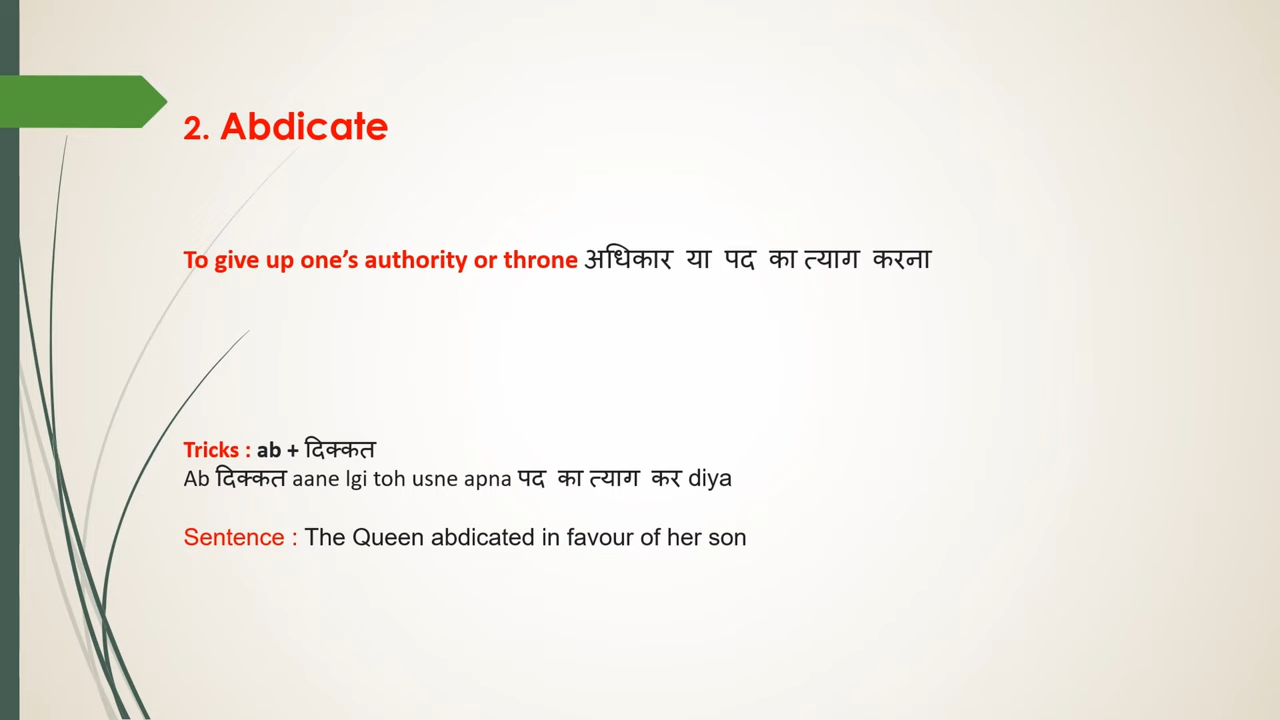 2. Abdicate
To give up one’s authority or throne अधिकार या पद का त्याग करना
Tricks : ab + दिक्कत
Ab दिक्कत aane lgi toh usne apna पद का त्याग कर diya
Sentence : The Queen abdicated in favour of her son